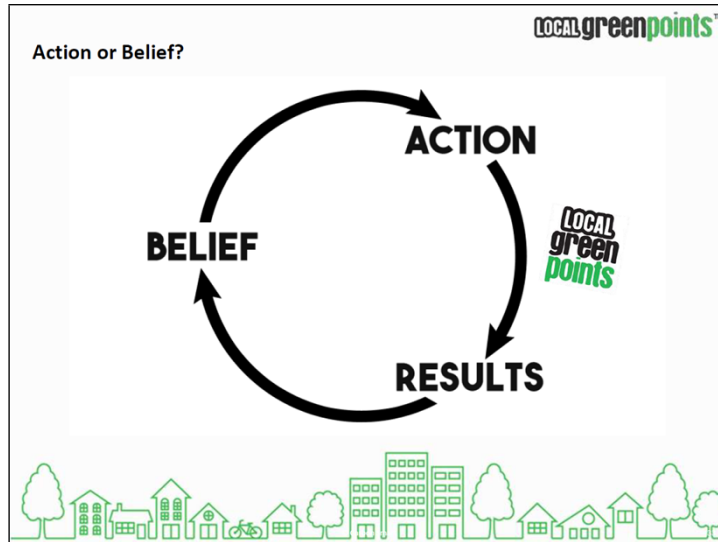 LOCAL greenpoints™
Action or Belief?
ACTION
LOCAL
green
points
BELIEF
RESULTS